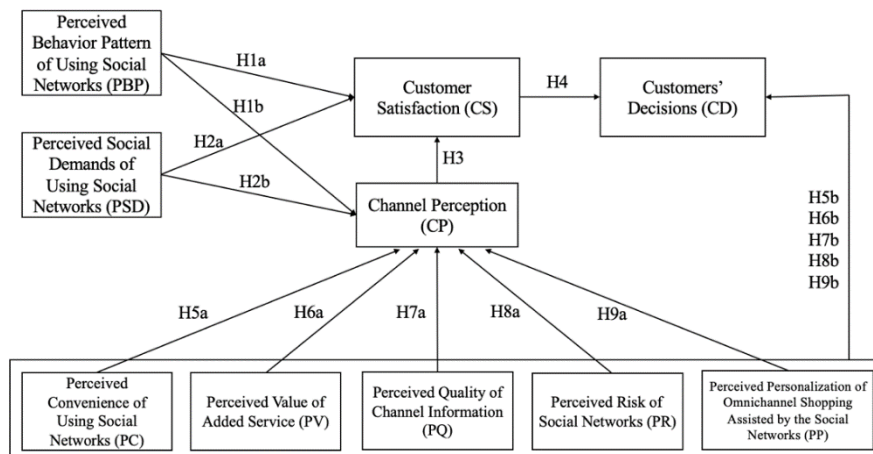 Perceived
Behavior Pattern
of Using Social
Networks (PBP)
H1a
H1b
Customer
Satisfaction (CS)
H4
Customers’
Decisions (CD)
Perceived Social
Demands of
Using Social
Networks (PSD)
H2a
H2b
H3
Channel Perception
(CP)
H5b
H6b
H7b
H8b
H9b
H5a
H6a
H7a
H8a
H9a
Perceived
Convenience of
Using Social
Networks (PC)
Perceived Value of
Added Service (PV)
Perceived Quality of
Channel Information (PQ)
Perceived Risk of
Social Networks (PR)
Perceived Personalization of
Omnichannel Shopping
Assisted by the Social
Networks (PP)